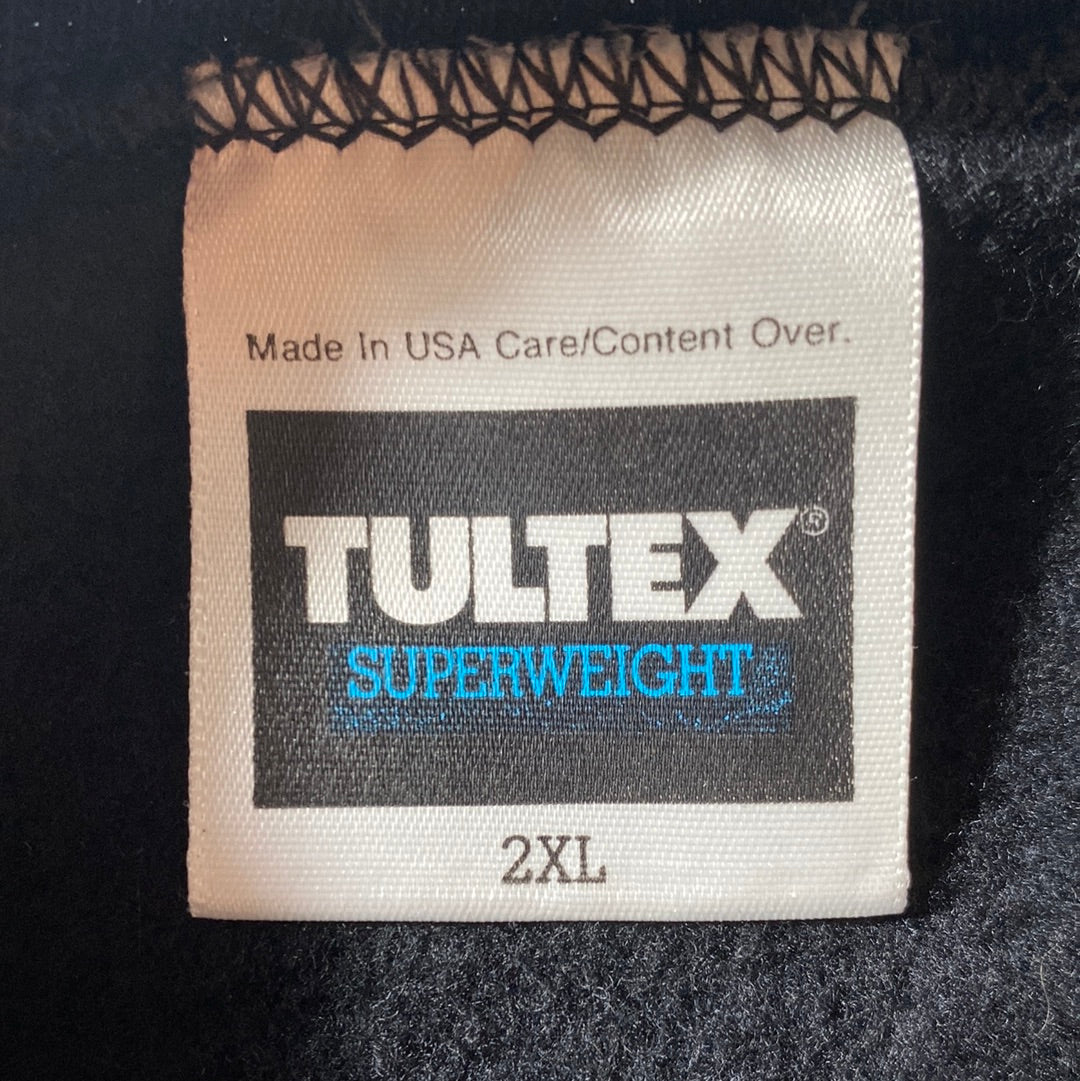 Made In USA Care/Content Over.
TULTEX®
SUPERWEIGHT
2XL